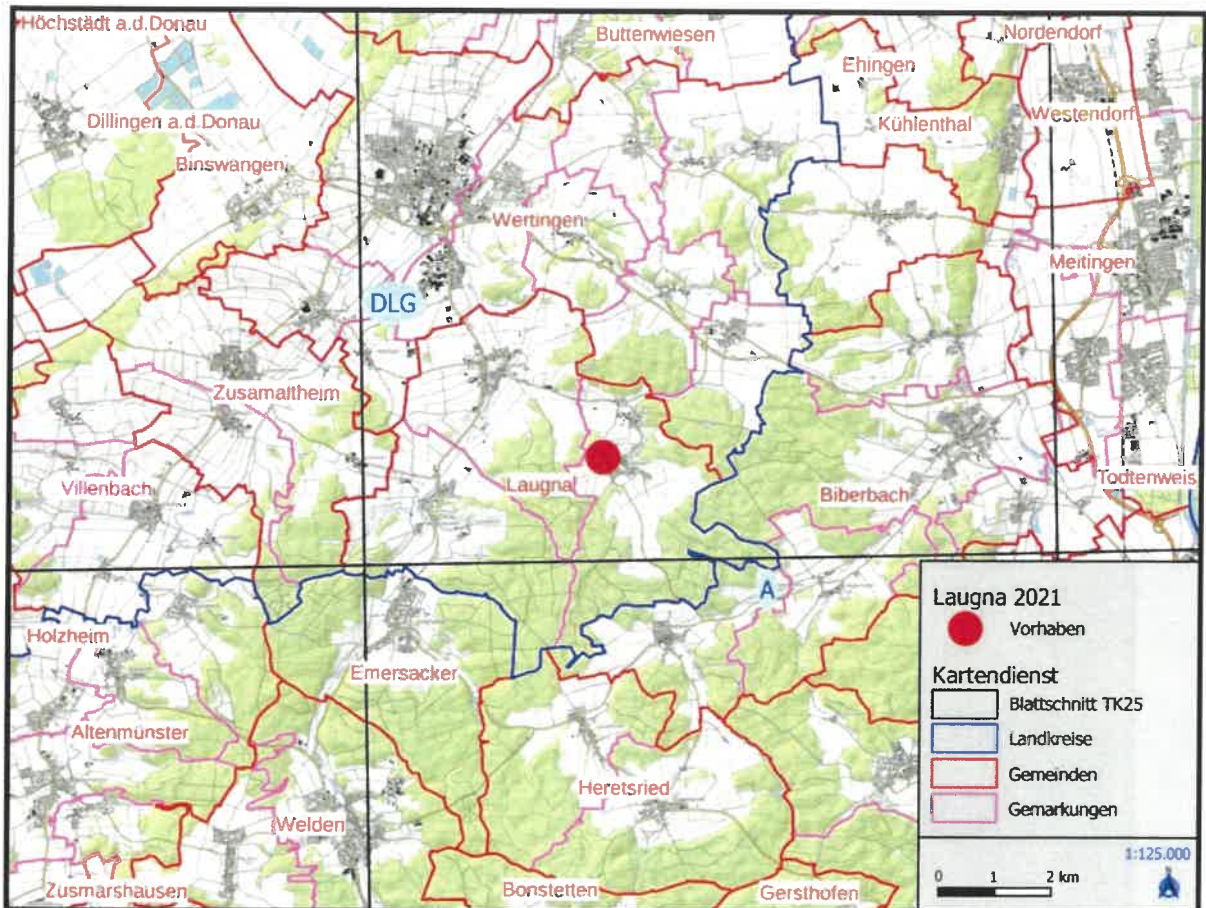 Höchstädt a.d.Donau
Buttenwiesen
Nordendorf
Ehingen
Dillingen a.d.Donau
Westendorf
Kühlenthal
Binswangen
Wertingen
Meitingen
DLG
Zusamaltheim
Villenbach
Laugna
Biberbach
Todtenweis
A
Holzheim
Emersacker
Altenmünster
Heretsried
Welden
Zusmarshausen
Bonstetten
Gersthofen
Laugna 2021
Vorhaben
Kartendienst
Blattschnitt TK25
Landkreise
Gemeinden
Gemarkungen
1:125.000
0 1 2 km